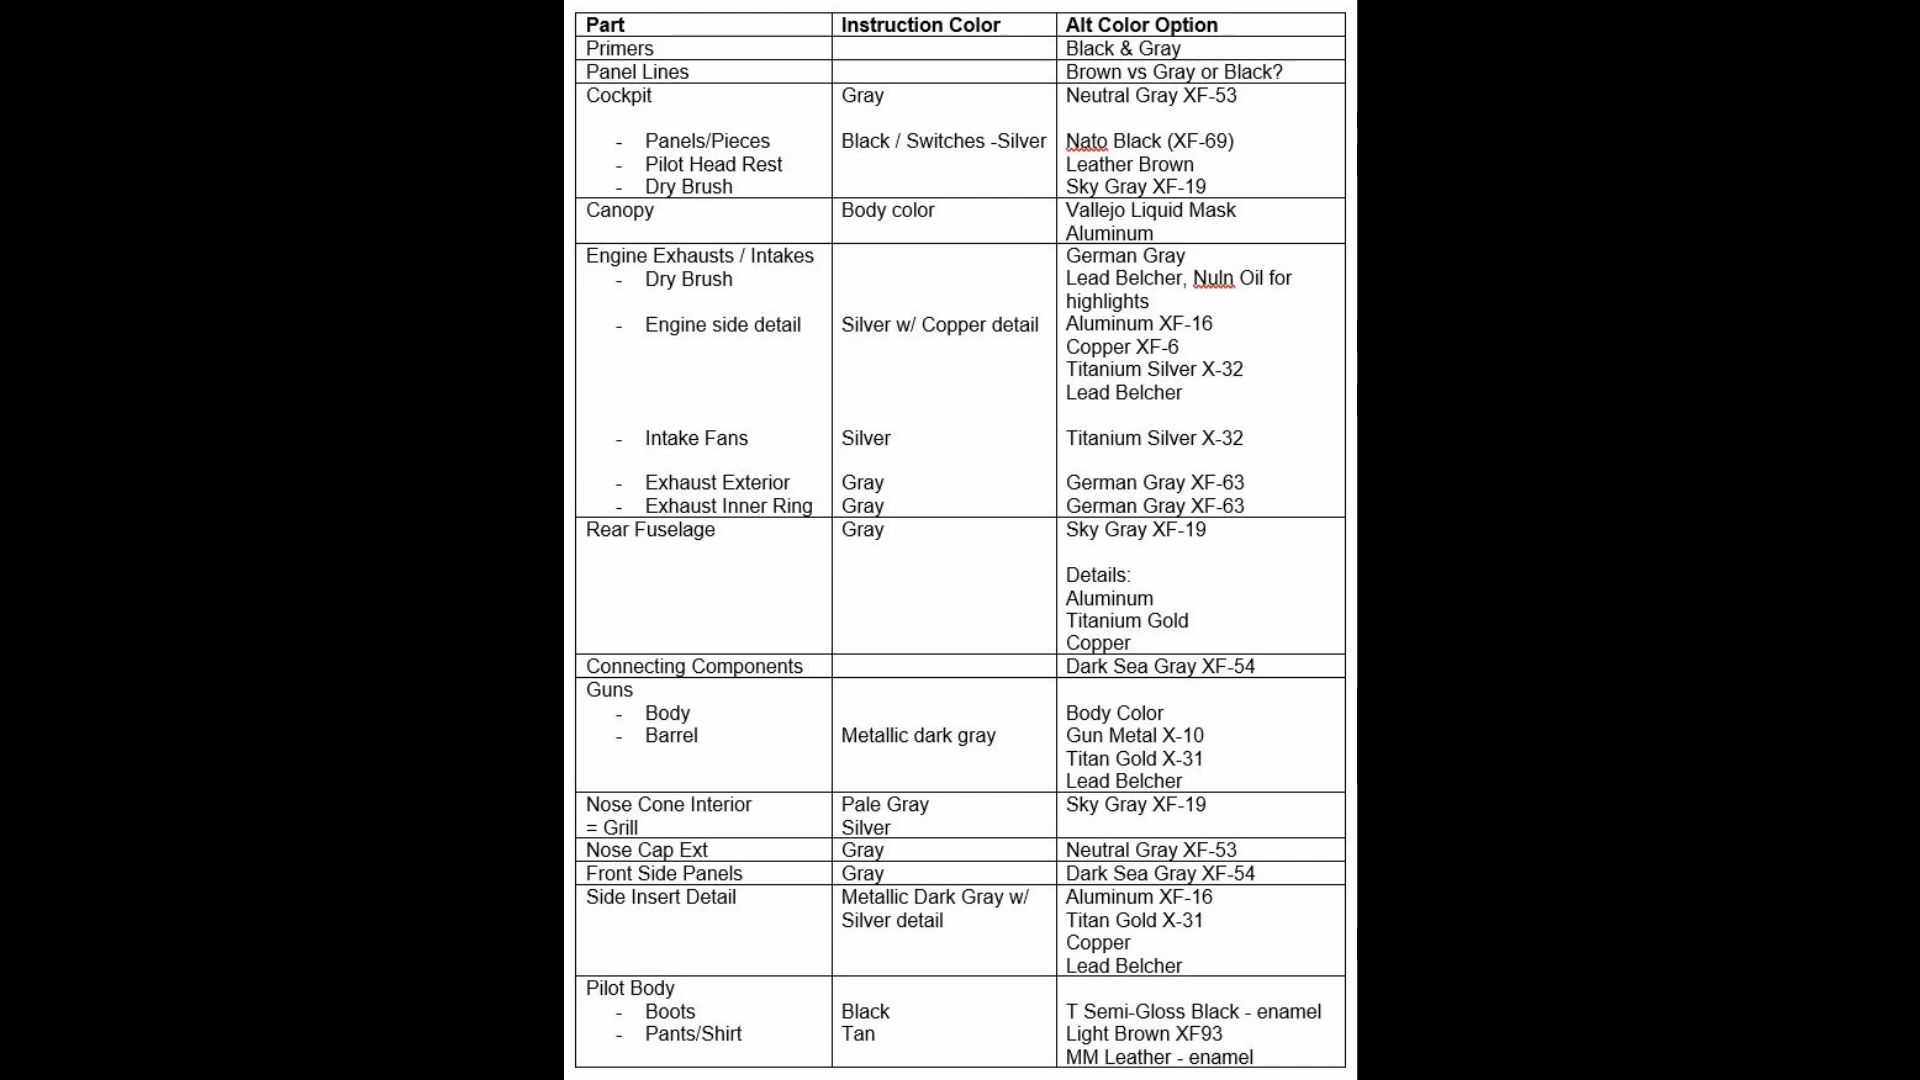 Part Instruction Color Alt Color Option
Primers Black & Gray
Panel Lines Brown vs Gray or Black?
Cockpit Gray Neutral Gray XF-53
- Panels/Pieces Black / Switches -Silver Nato Black (XF-69)
- Pilot Head Rest Leather Brown
- Dry Brush Sky Gray XF-19
Canopy Body color Vallejo Liquid Mask
Aluminum
Engine Exhausts / Intakes German Gray
- Dry Brush Lead Belcher, Nuln Oil for
highlights
- Engine side detail Silver w/ Copper detail Aluminum XF-16
Copper XF-6
Titanium Silver X-32
Lead Belcher
- Intake Fans Silver Titanium Silver X-32
- Exhaust Exterior Gray German Gray XF-63
- Exhaust Inner Ring Gray German Gray XF-63
Rear Fuselage Gray Sky Gray XF-19
Details:
Aluminum
Titanium Gold
Copper
Connecting Components Dark Sea Gray XF-54
Guns
- Body Body Color
- Barrel Metallic dark gray Gun Metal X-10
Titan Gold X-31
Lead Belcher
Nose Cone Interior Pale Gray Sky Gray XF-19
= Grill Silver
Nose Cap Ext Gray Neutral Gray XF-53
Front Side Panels Gray Dark Sea Gray XF-54
Side Insert Detail Metallic Dark Gray w/ Aluminum XF-16
Silver detail Titan Gold X-31
Copper
Lead Belcher
Pilot Body
- Boots Black T Semi-Gloss Black - enamel
- Pants/Shirt Tan Light Brown XF93
MM Leather - enamel